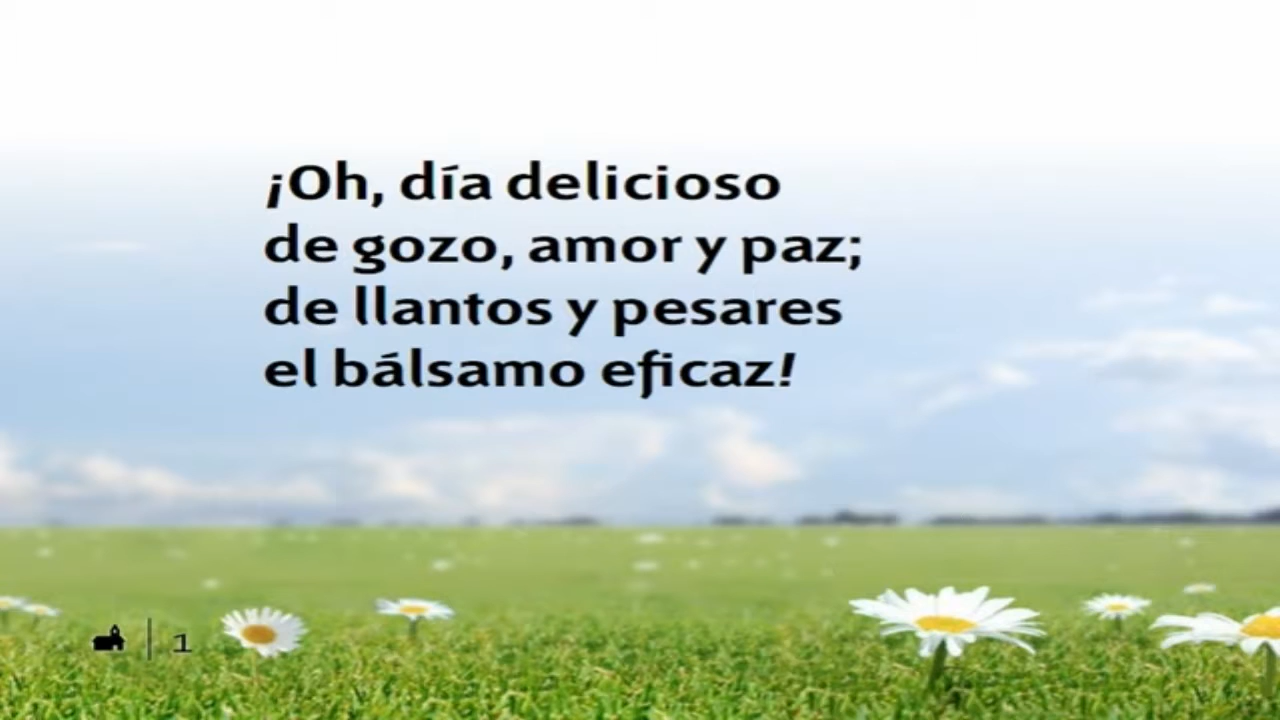 ¡Oh, día delicioso
de gozo, amor y paz;
de llantos y pesares
el bálsamo eficaz!
1